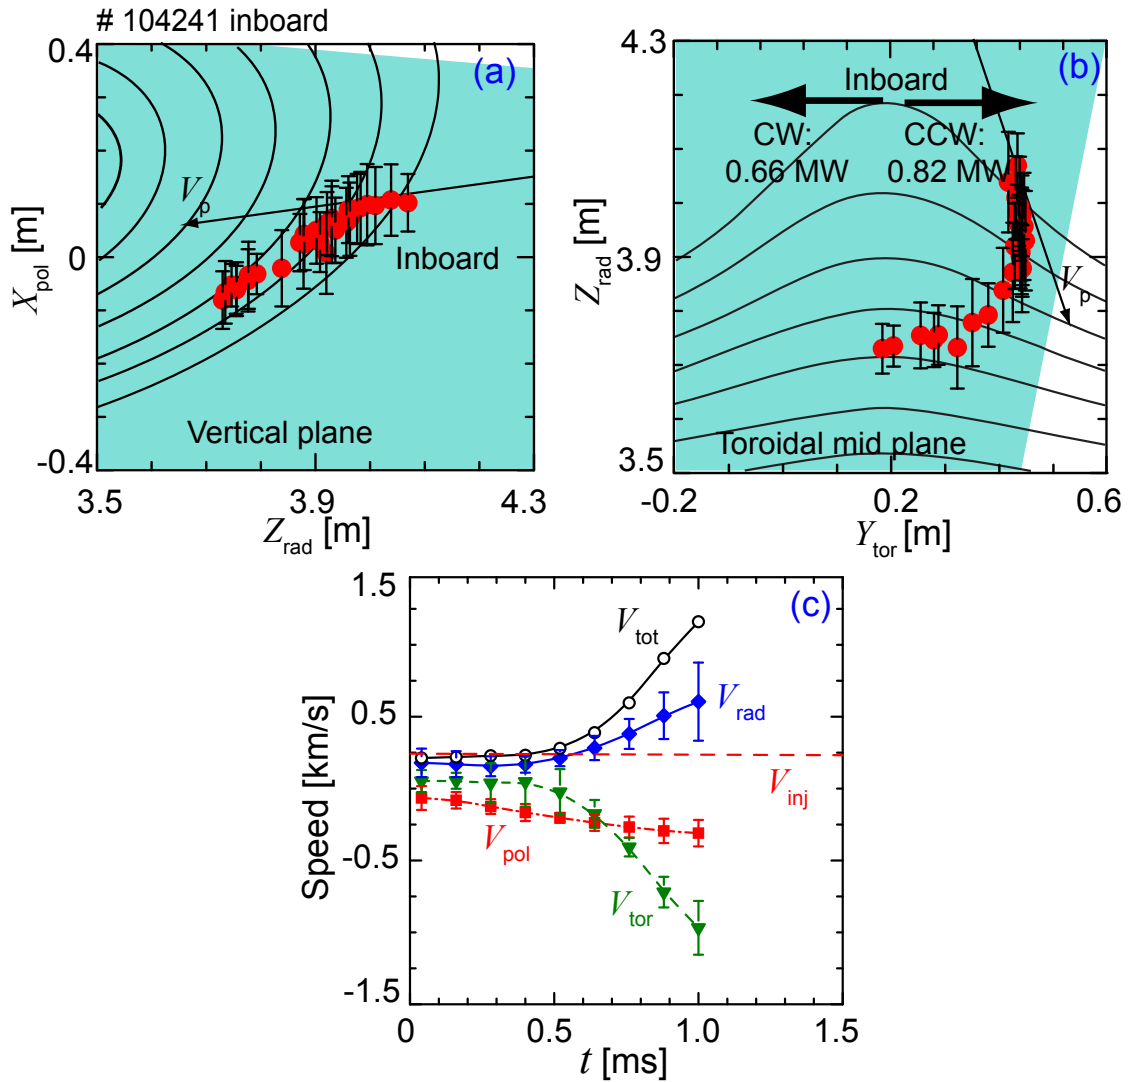 # 104241 inboard
(a)
0.4
0
-0.4
X_pol [m]
V_p
Inboard
Vertical plane
3.5
3.9
4.3
Z_rad [m]
(b)
4.3
3.9
3.5
Z_rad [m]
Inboard
CW:
0.66 MW
CCW:
0.82 MW
V_p
Toroidal mid plane
-0.2
0.2
0.6
Y_tor [m]
(c)
1.5
0.5
-0.5
-1.5
Speed [km/s]
V_tot
V_rad
V_inj
V_pol
V_tor
0
0.5
1.0
1.5
t [ms]